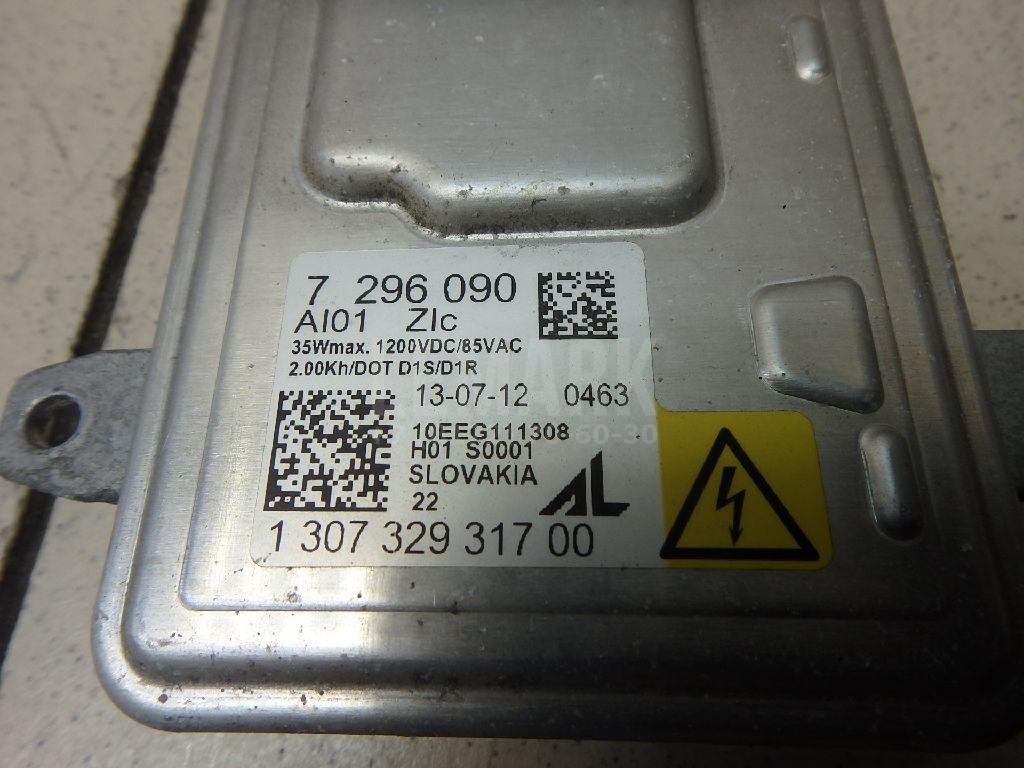 7 296 090
AI01 ZIc
35Wmax. 1200VDC/85VAC
2.00Kh/DOT D1S/D1R
13-07-12 0463
10EEG111308
H01 S0001
SLOVAKIA
22
AL
1 307 329 317 00